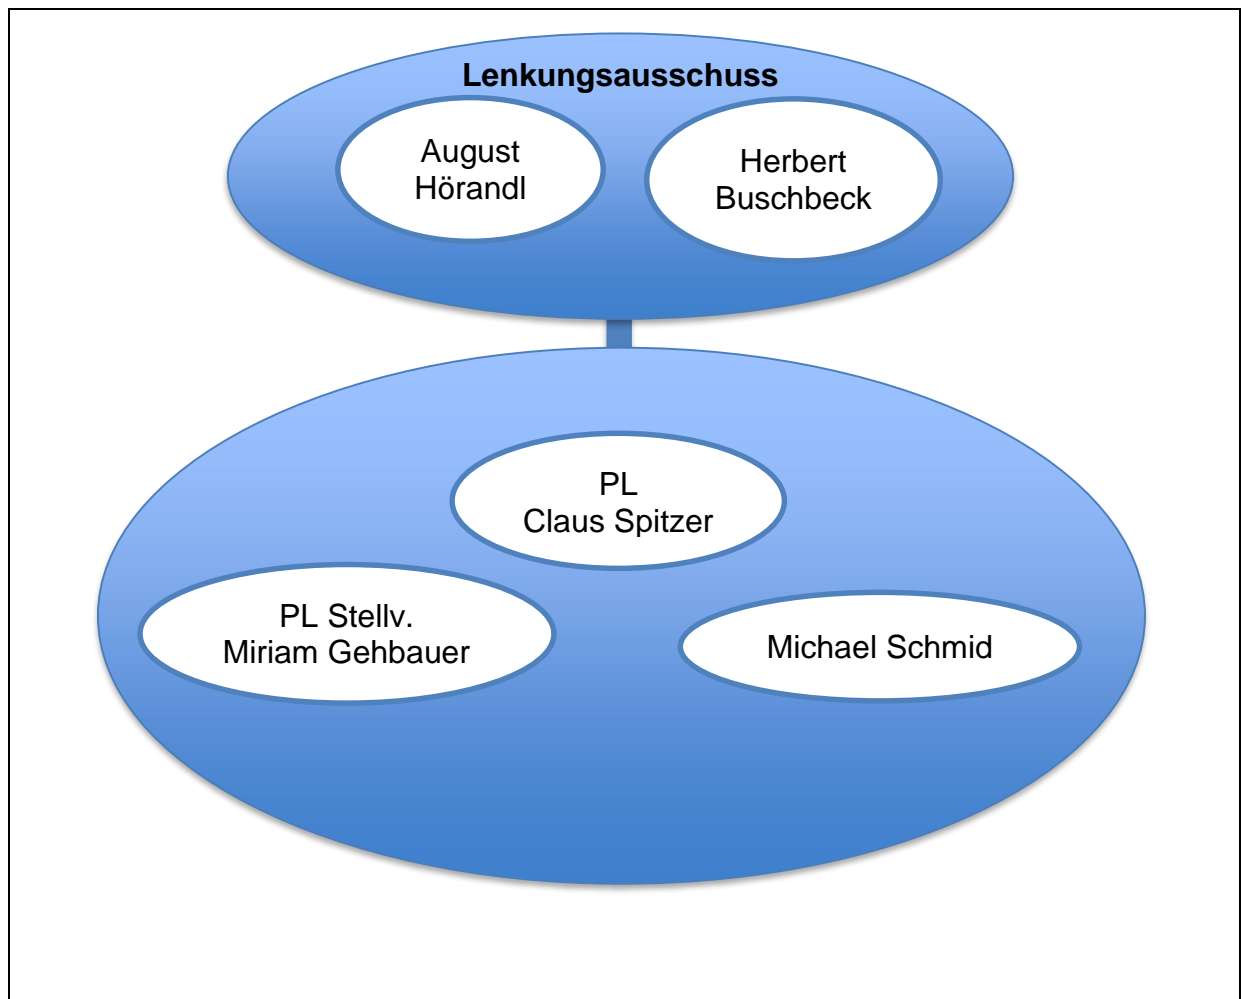 Lenkungsausschuss
August
Hörandl
Herbert
Buschbeck
PL
Claus Spitzer
PL Stellv.
Miriam Gehbauer
Michael Schmid